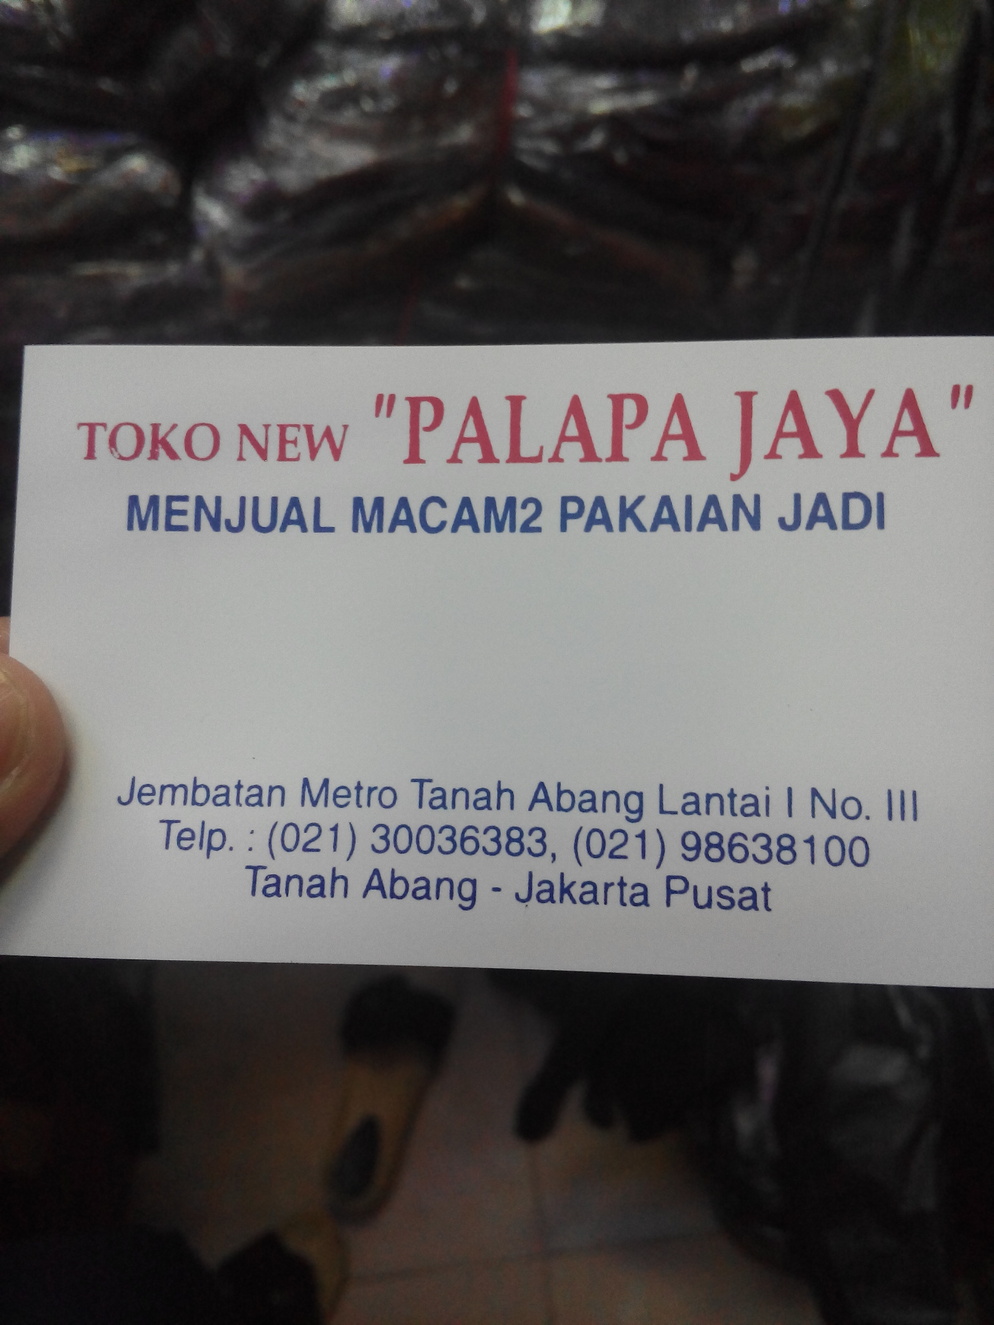 TOKO NEW "PALAPA JAYA"
MENJUAL MACAM2 PAKAIAN JADI
Jembatan Metro Tanah Abang Lantai I No. III
Telp. : (021) 30036383, (021) 98638100
Tanah Abang - Jakarta Pusat